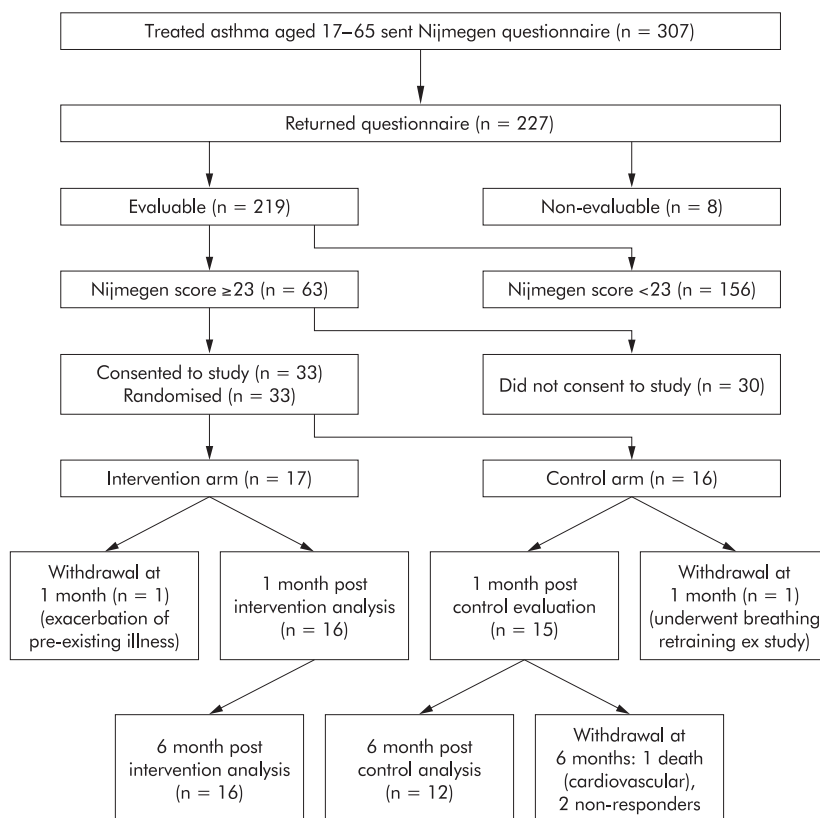 Treated asthma aged 17–65 sent Nijmegen questionnaire (n = 307)
Returned questionnaire (n = 227)
Evaluable (n = 219)
Non-evaluable (n = 8)
Nijmegen score ≥23 (n = 63)
Nijmegen score <23 (n = 156)
Consented to study (n = 33)
Randomised (n = 33)
Did not consent to study (n = 30)
Intervention arm (n = 17)
Control arm (n = 16)
Withdrawal at
1 month (n = 1)
(exacerbation of
pre-existing illness)
1 month post
intervention analysis
(n = 16)
1 month post
control evaluation
(n = 15)
Withdrawal at
1 month (n = 1)
(underwent breathing
retraining ex study)
6 month post
intervention analysis
(n = 16)
6 month post
control analysis
(n = 12)
Withdrawal at
6 months: 1 death
(cardiovascular),
2 non-responders